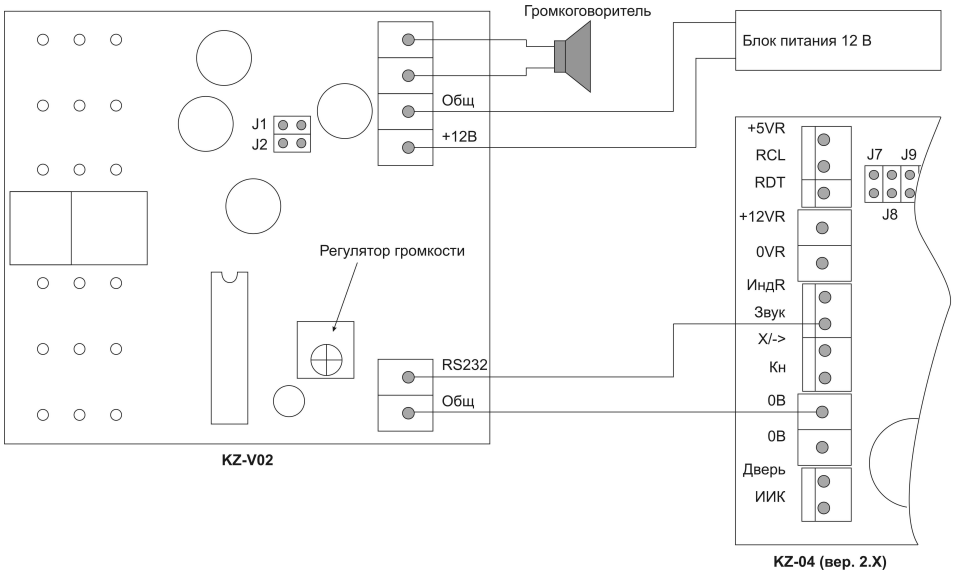 Громкоговоритель
Блок питания 12 В
Общ
+12В
J1
J2
Регулятор громкости
RS232
Общ
KZ-V02
+5VR
RCL
RDT
+12VR
0VR
ИндR
Звук
X/->
Кн
0В
0В
Дверь
ИИК
J7 J9
J8
KZ-04 (вер. 2.X)